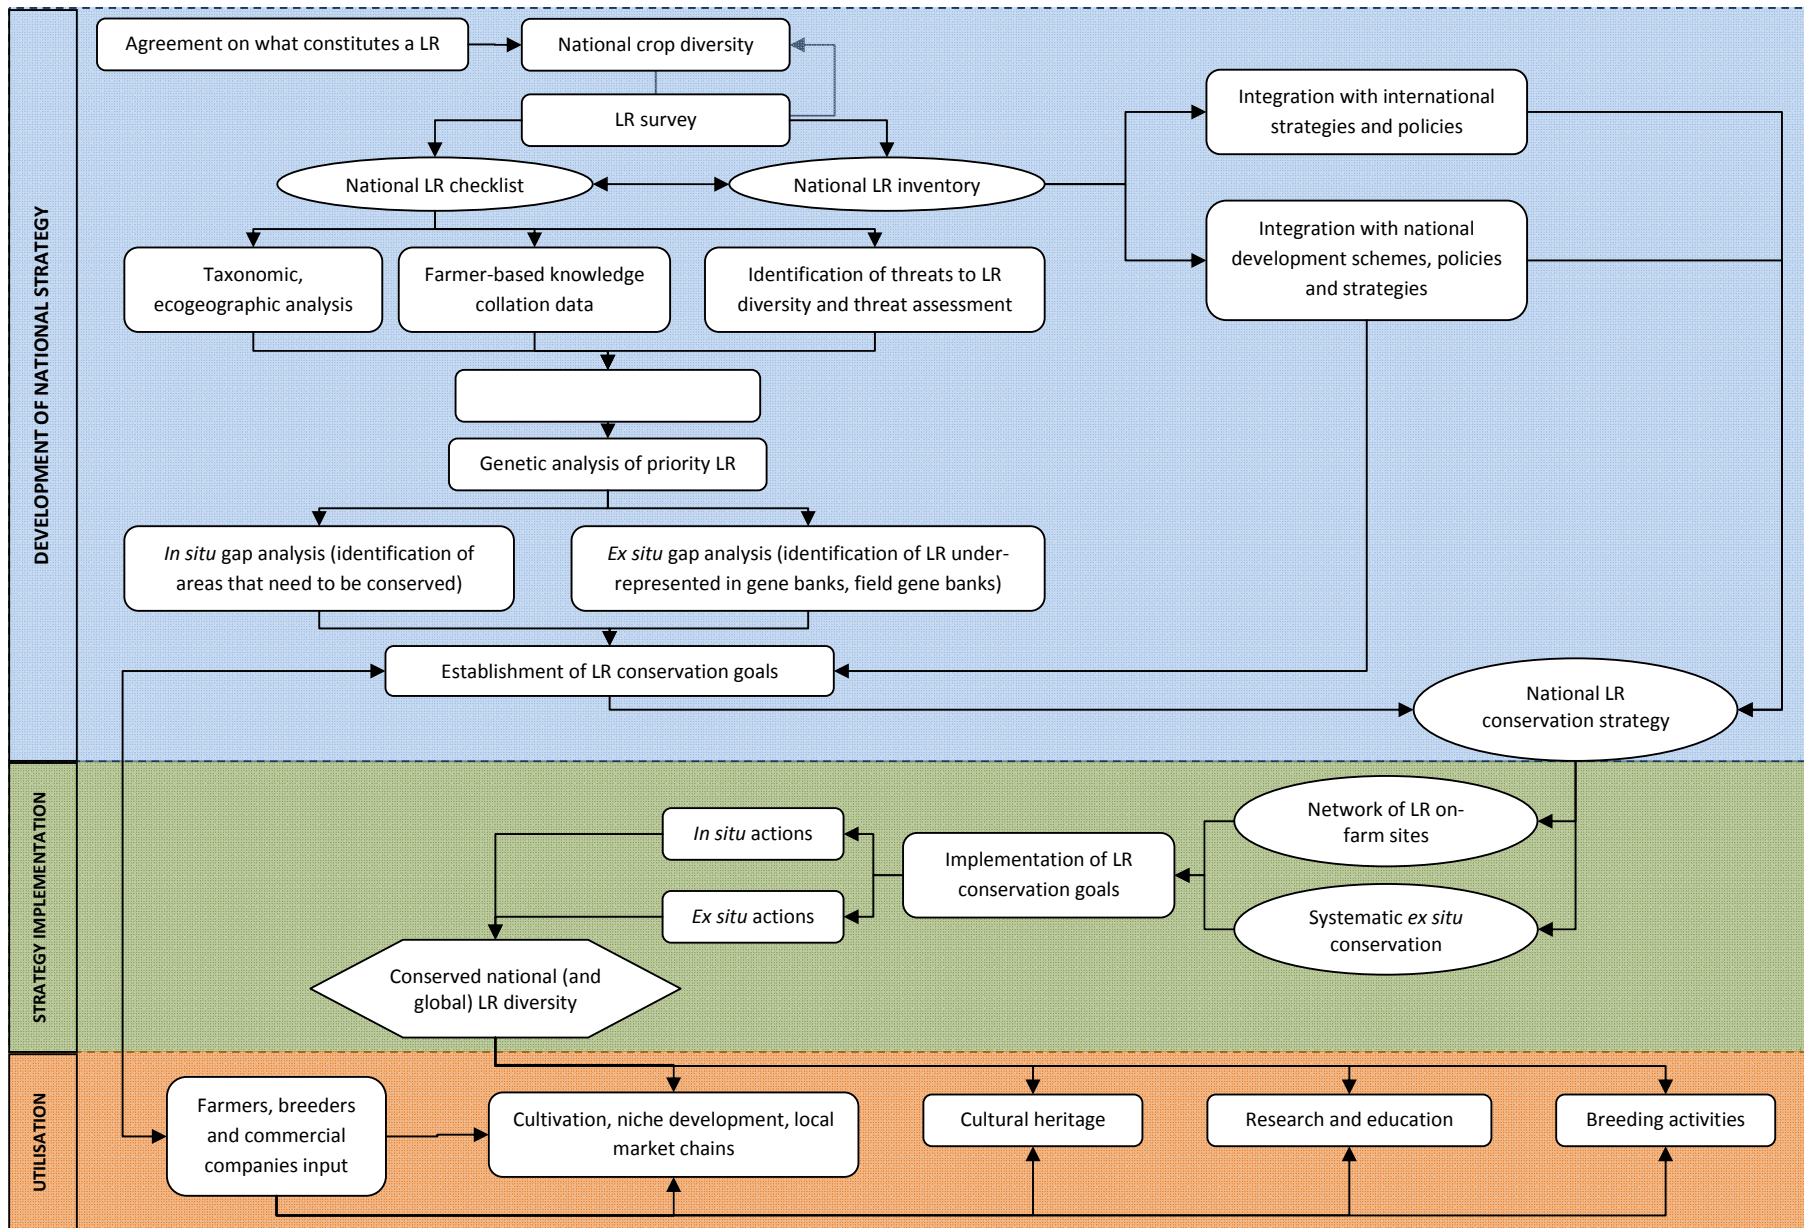 DEVELOPMENT OF NATIONAL STRATEGY
Agreement on what constitutes a LR
National crop diversity
LR survey
National LR checklist
National LR inventory
Integration with international
strategies and policies
Integration with national
development schemes, policies
and strategies
Taxonomic,
ecogeographic analysis
Farmer-based knowledge
collation data
Identification of threats to LR
diversity and threat assessment
Genetic analysis of priority LR
In situ gap analysis (identification of
areas that need to be conserved)
Ex situ gap analysis (identification of LR under-
represented in gene banks, field gene banks)
Establishment of LR conservation goals
National LR
conservation strategy
STRATEGY IMPLEMENTATION
Network of LR on-
farm sites
Systematic ex situ
conservation
Implementation of LR
conservation goals
In situ actions
Ex situ actions
Conserved national (and
global) LR diversity
UTILISATION
Farmers, breeders
and commercial
companies input
Cultivation, niche development, local
market chains
Cultural heritage
Research and education
Breeding activities